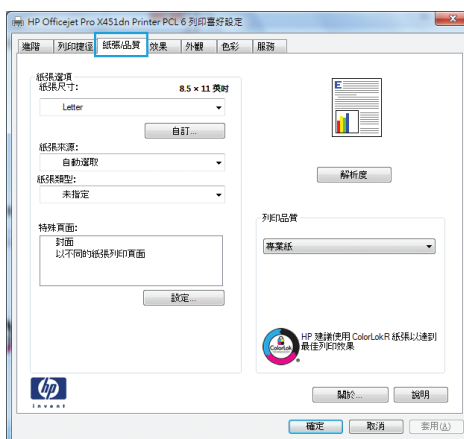 HP Officejet Pro X451dn Printer PCL 6 列印喜好設定
進階 列印捷徑 紙張/品質 效果 外觀 色彩 服務
紙張選項
紙張尺寸: 8.5 × 11 英吋
Letter
自訂...
紙張來源:
自動選取
紙張類型:
未指定
特殊頁面:
封面
以不同的紙張列印頁面
設定...
E
解析度
列印品質
專業紙
ColorLok
HP 建議使用 ColorLokR 紙張以達到
最佳列印效果
hp
invent
關於... 說明
確定 取消 套用(A)